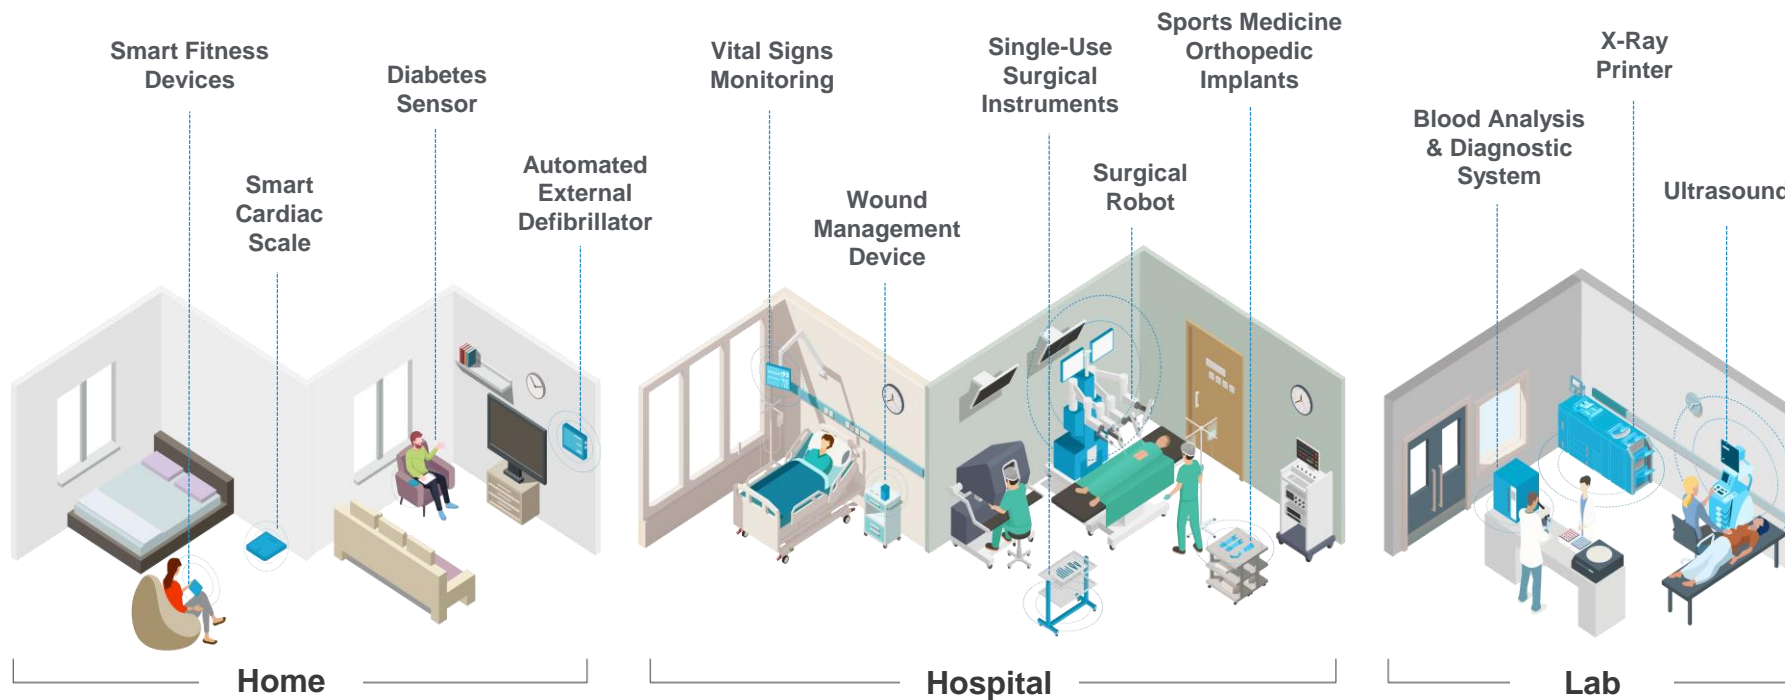 Smart Fitness
Devices
Smart
Cardiac
Scale
Diabetes
Sensor
Automated
External
Defibrillator
Vital Signs
Monitoring
Wound
Management
Device
Single-Use
Surgical
Instruments
Surgical
Robot
Sports Medicine
Orthopedic
Implants
Blood Analysis
& Diagnostic
System
X-Ray
Printer
Ultrasound
Home
Hospital
Lab